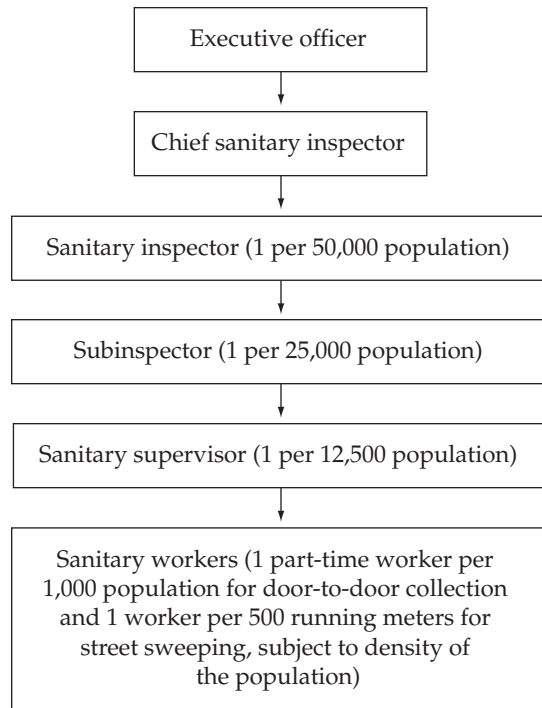 Executive officer
Chief sanitary inspector
Sanitary inspector (1 per 50,000 population)
Subinspector (1 per 25,000 population)
Sanitary supervisor (1 per 12,500 population)
Sanitary workers (1 part-time worker per
1,000 population for door-to-door collection
and 1 worker per 500 running meters for
street sweeping, subject to density of
the population)